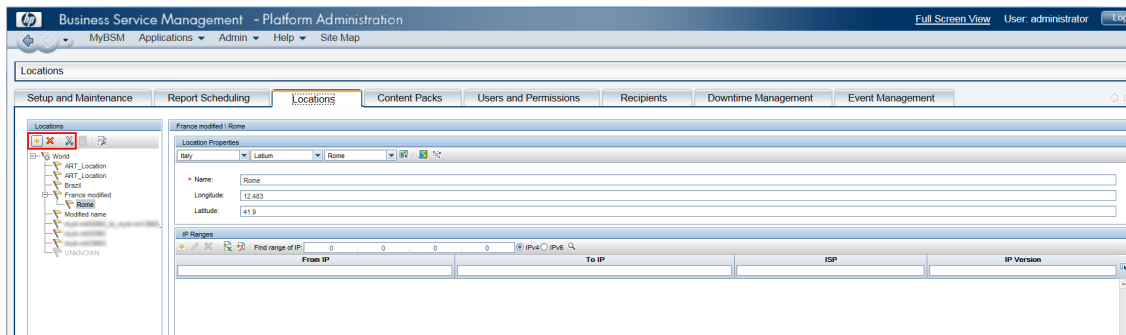 hp Business Service Management - Platform Administration Full Screen View User: administrator Log
MyBSM Applications Admin Help Site Map
Locations
Setup and Maintenance Report Scheduling Locations Content Packs Users and Permissions Recipients Downtime Management Event Management
Locations
World
ART_Location
ART_Location
Brazil
France modified
Rome
Modified name
UNKNOWN
France modified \ Rome
Location Properties
Italy Latium Rome
* Name: Rome
Longitude: 12.483
Latitude: 41.9
IP Ranges
Find range of IP: 0 . 0 . 0 . 0 IPv4 IPv6
From IP To IP ISP IP Version